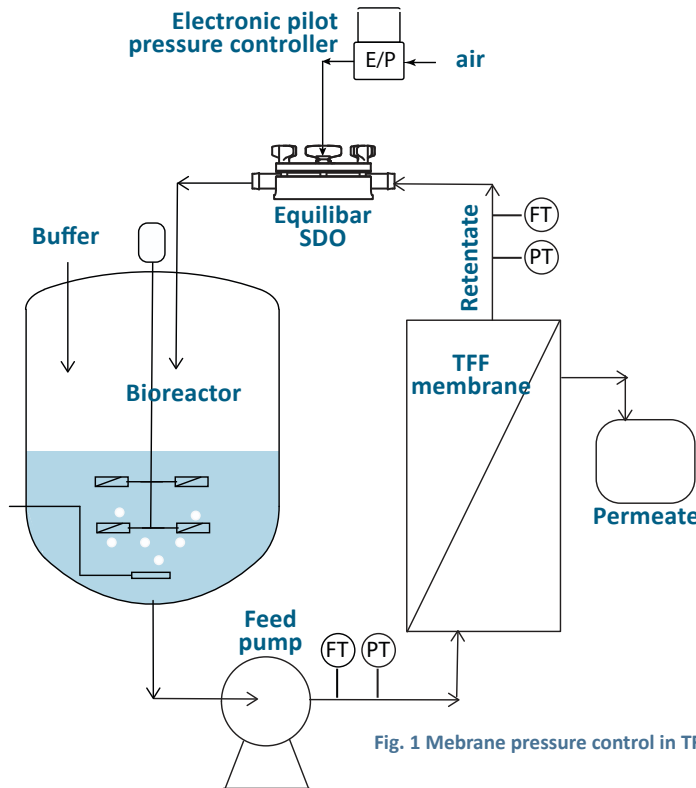 Electronic pilot
pressure controller
E/P
air
Equilibar
SDO
Retentate
FT
PT
Buffer
Bioreactor
TFF
membrane
Permeate
Feed
pump
FT
PT
Fig. 1 Mebrane pressure control in